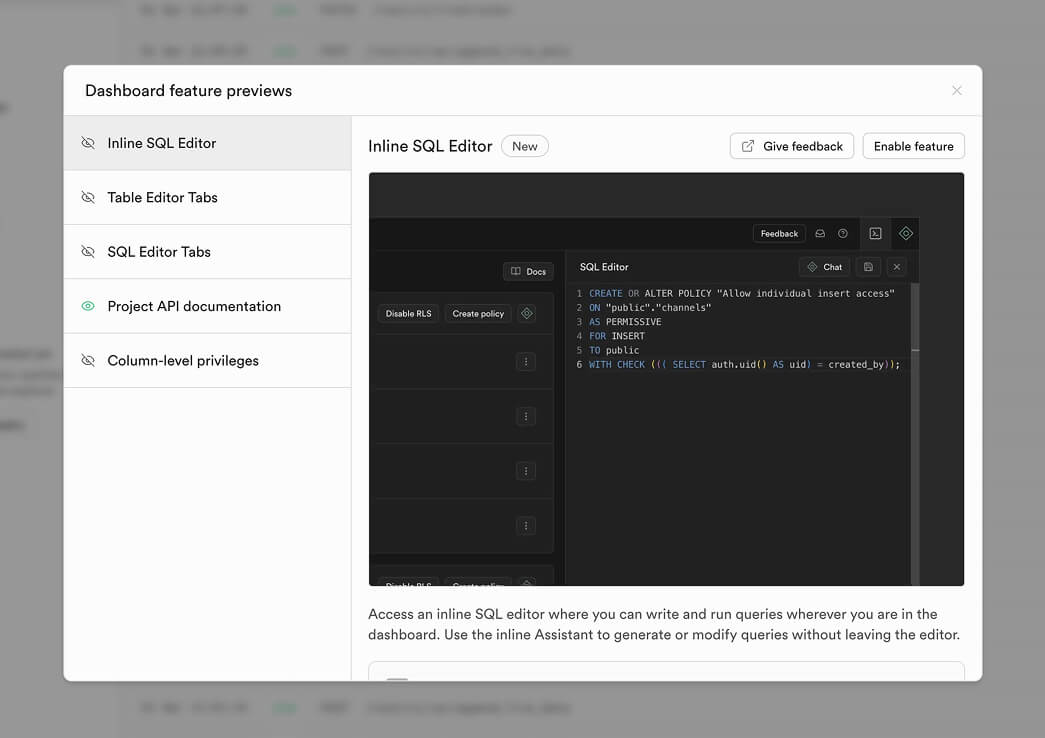 Dashboard feature previews
Inline SQL Editor
Table Editor Tabs
SQL Editor Tabs
Project API documentation
Column-level privileges
Inline SQL Editor New
Give feedback
Enable feature
Feedback
Docs
Disable RLS
Create policy
SQL Editor
Chat
1 CREATE OR ALTER POLICY "Allow individual insert access"
2 ON "public"."channels"
3 AS PERMISSIVE
4 FOR INSERT
5 TO public
6 WITH CHECK ((( SELECT auth.uid() AS uid) = created_by));
Disable RLS
Create policy
Access an inline SQL editor where you can write and run queries wherever you are in the
dashboard. Use the inline Assistant to generate or modify queries without leaving the editor.